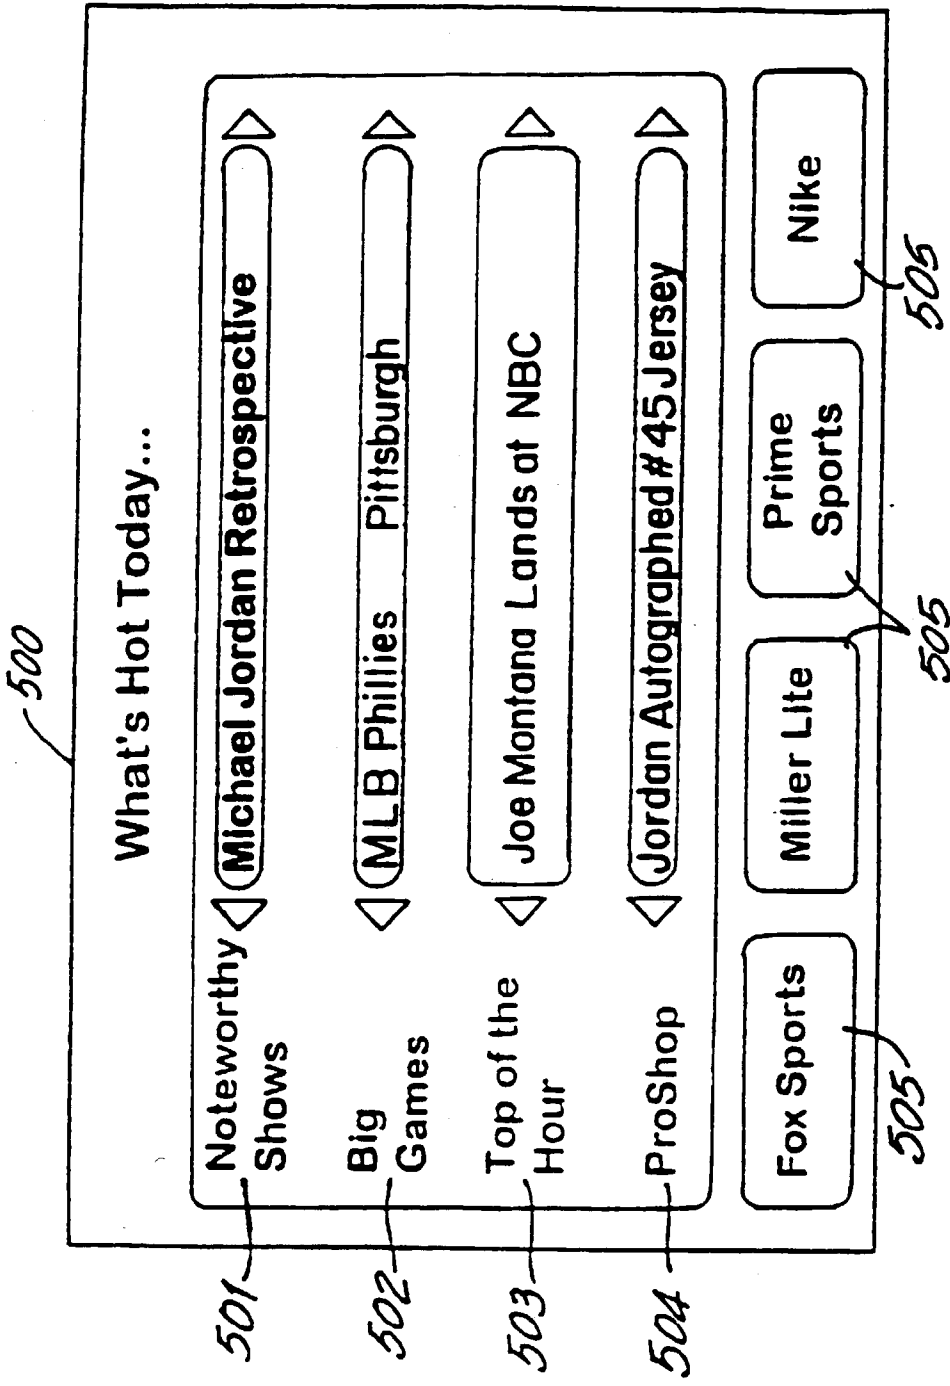 500
What's Hot Today...
501
Noteworthy
Shows
Michael Jordan Retrospective
502
Big
Games
MLB Phillies Pittsburgh
503
Top of the
Hour
Joe Montana Lands at NBC
504
ProShop
Jordan Autographed #45 Jersey
Fox Sports
Miller Lite
Prime
Sports
Nike
505
505
505